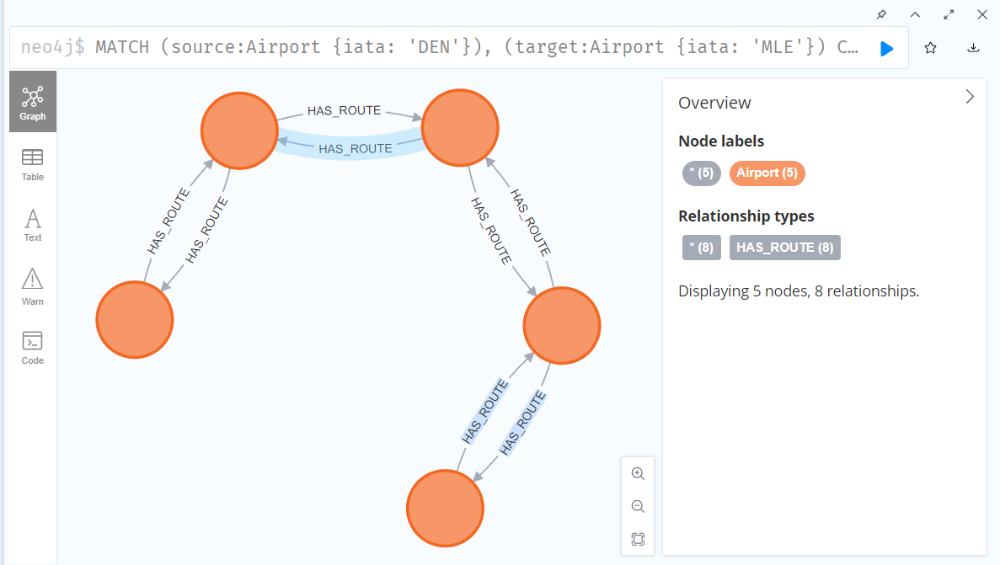 neo4j$ MATCH (source:Airport {iata: 'DEN'}), (target:Airport {iata: 'MLE'}) C…
Graph
Table
Text
Warn
Code
HAS_ROUTE
HAS_ROUTE
HAS_ROUTE
HAS_ROUTE
HAS_ROUTE
HAS_ROUTE
HAS_ROUTE
HAS_ROUTE
Overview
Node labels
* (5) Airport (5)
Relationship types
* (8) HAS_ROUTE (8)
Displaying 5 nodes, 8 relationships.